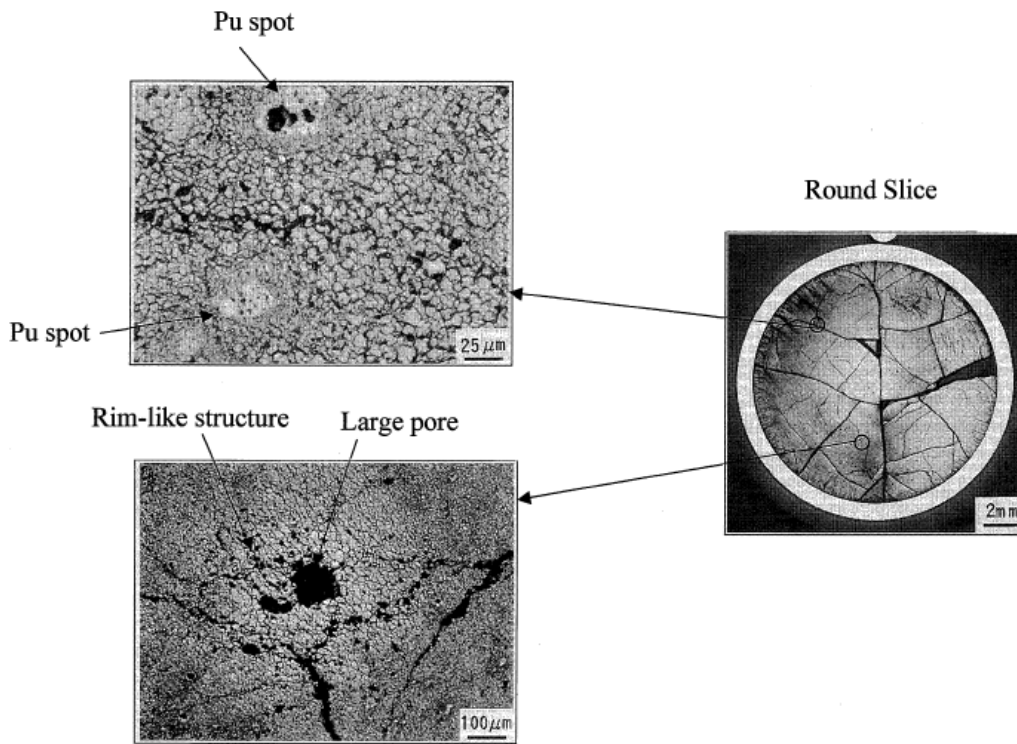 Pu spot
Round Slice
Pu spot
25 μm
Rim-like structure
Large pore
2mm
100μm